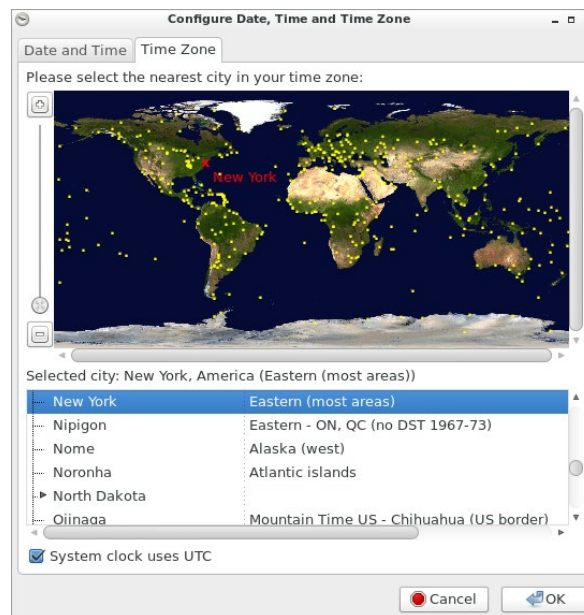 Configure Date, Time and Time Zone
Date and Time
Time Zone
Please select the nearest city in your time zone:
New York
Selected city: New York, America (Eastern (most areas))
New York Eastern (most areas)
Nipigon Eastern - ON, QC (no DST 1967-73)
Nome Alaska (west)
Noronha Atlantic islands
North Dakota
Ojinaga Mountain Time US - Chihuahua (US border)
System clock uses UTC
Cancel OK